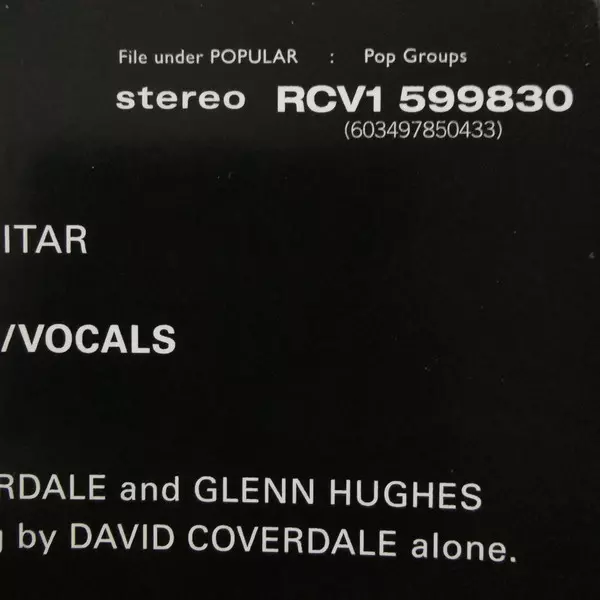 File under POPULAR : Pop Groups
stereo RCV1 599830
(603497850433)
ITAR
/VOCALS
RDALE and GLENN HUGHES
by DAVID COVERDALE alone.